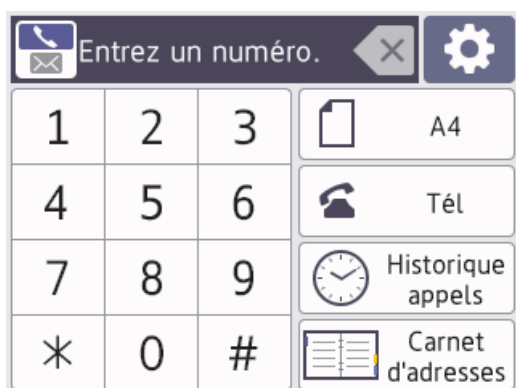 Entrez un numéro.
1 2 3
A4
4 5 6
Tél
7 8 9
Historique
appels
* 0 #
Carnet
d'adresses